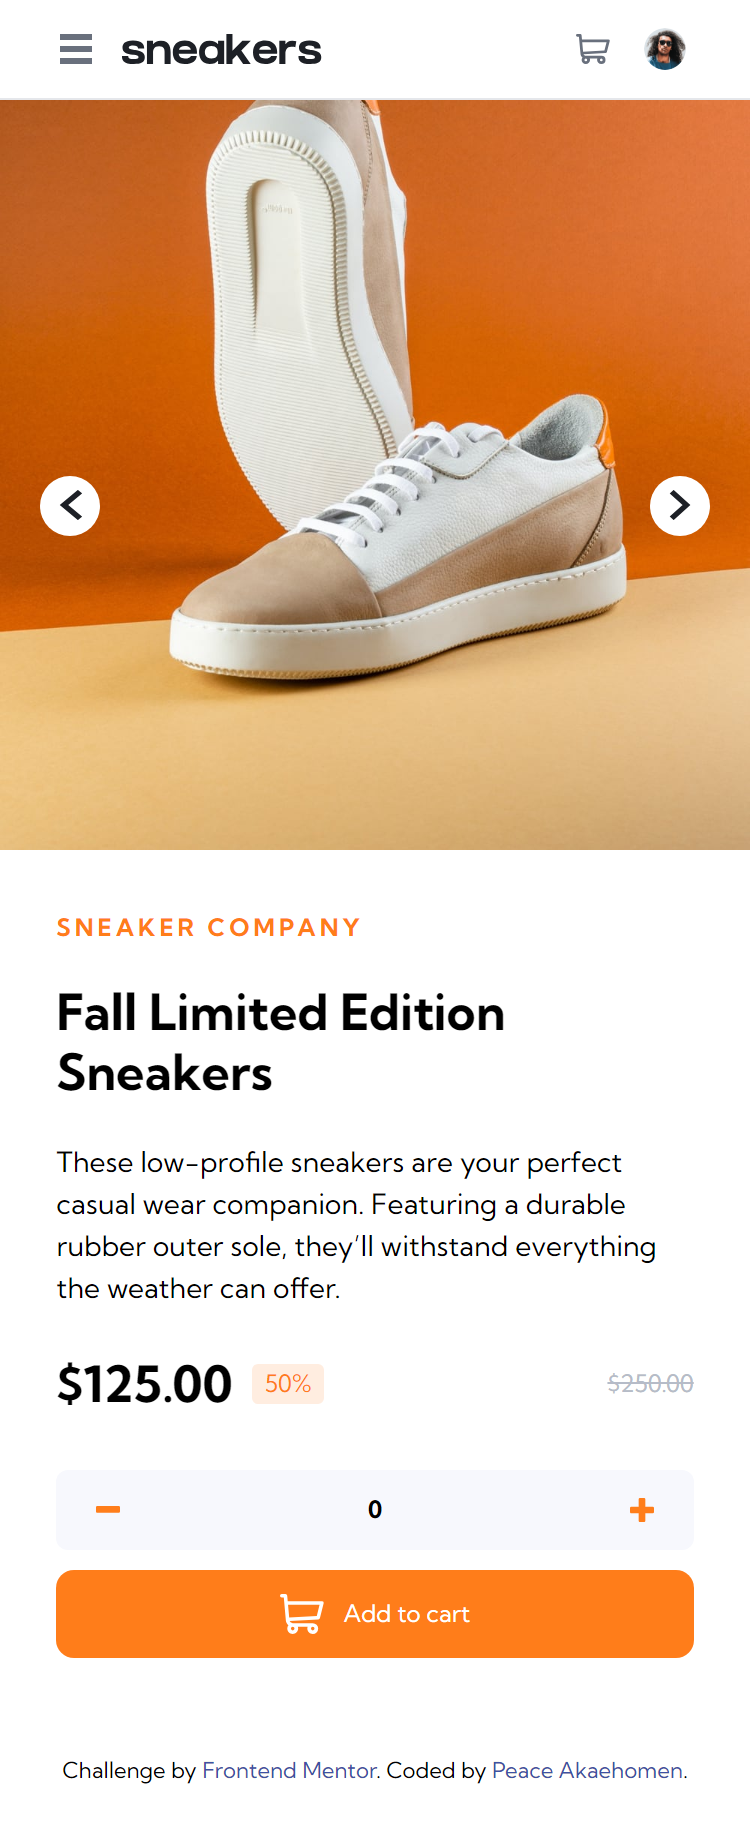 sneakers
SNEAKER COMPANY
Fall Limited Edition
Sneakers
These low-profile sneakers are your perfect
casual wear companion. Featuring a durable
rubber outer sole, they’ll withstand everything
the weather can offer.
$125.00 50% $250.00
0
Add to cart
Challenge by Frontend Mentor. Coded by Peace Akaehomen.